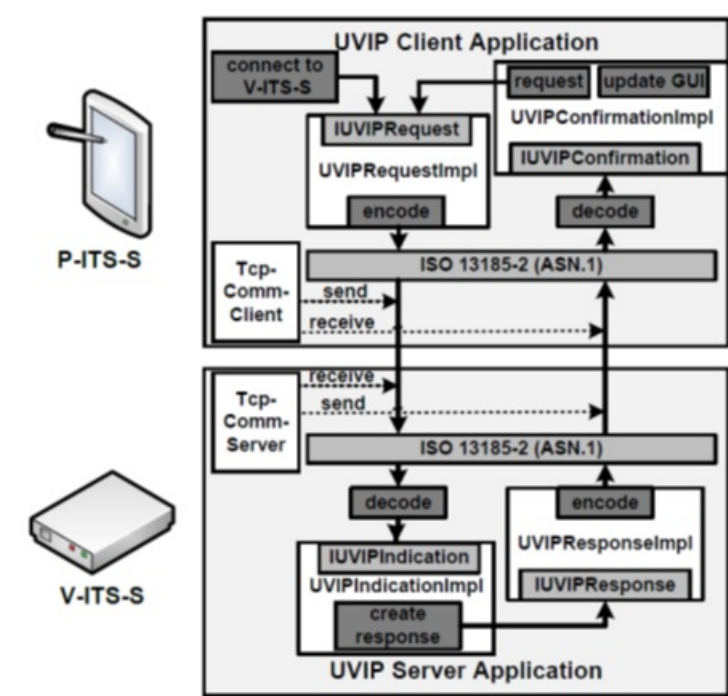 UVIP Client Application
connect to
V-ITS-S
request
update GUI
IUVIPRequest
UVIPRequestImpl
encode
UVIPConfirmationImpl
IUVIPConfirmation
decode
P-ITS-S
Tcp-
Comm-
Client
ISO 13185-2 (ASN.1)
send
receive
Tcp-
Comm-
Server
receive
send
ISO 13185-2 (ASN.1)
decode
encode
IUVIPIndication
UVIPIndicationImpl
create
response
UVIPResponseImpl
IUVIPResponse
V-ITS-S
UVIP Server Application